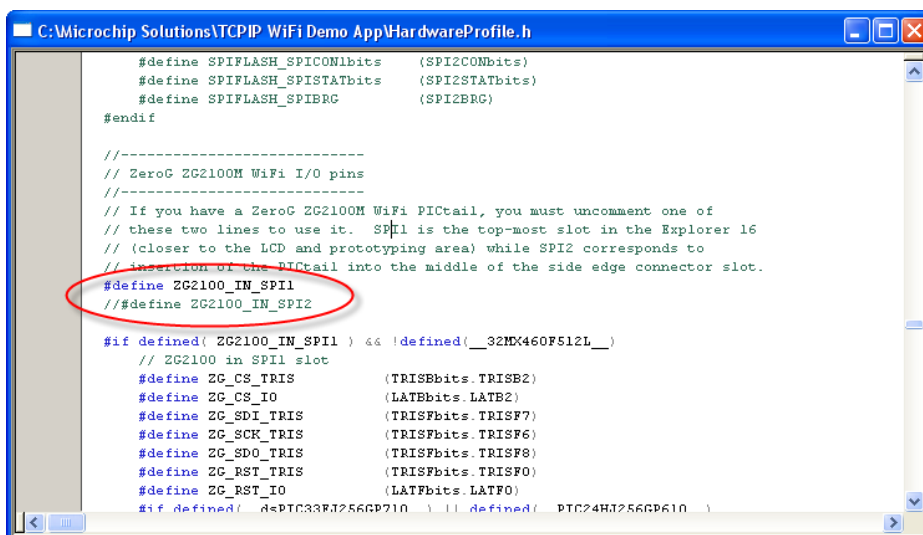 C:\Microchip Solutions\TCPIP WiFi Demo App\HardwareProfile.h
#define SPIFLASH_SPICON1bits (SPI2CONbits)
#define SPIFLASH_SPISTATbits (SPI2STATbits)
#define SPIFLASH_SPIBRG (SPI2BRG)
#endif
//----------------------------
// ZeroG ZG2100M WiFi I/O pins
//----------------------------
// If you have a ZeroG ZG2100M WiFi PICtail, you must uncomment one of
// these two lines to use it. SPI1 is the top-most slot in the Explorer 16
// (closer to the LCD and prototyping area) while SPI2 corresponds to
// insertion of the PICtail into the middle of the side edge connector slot.
#define ZG2100_IN_SPI1
//#define ZG2100_IN_SPI2
#if defined( ZG2100_IN_SPI1 ) && !defined(__32MX460F512L__)
// ZG2100 in SPI1 slot
#define ZG_CS_TRIS (TRISBbits.TRISB2)
#define ZG_CS_IO (LATBbits.LATB2)
#define ZG_SDI_TRIS (TRISFbits.TRISF7)
#define ZG_SCK_TRIS (TRISFbits.TRISF6)
#define ZG_SDO_TRIS (TRISFbits.TRISF8)
#define ZG_RST_TRIS (TRISFbits.TRISF0)
#define ZG_RST_IO (LATFbits.LATF0)
#if defined( __dsPIC33FJ256GP710__ ) || defined( __PIC24HJ256GP610__ )